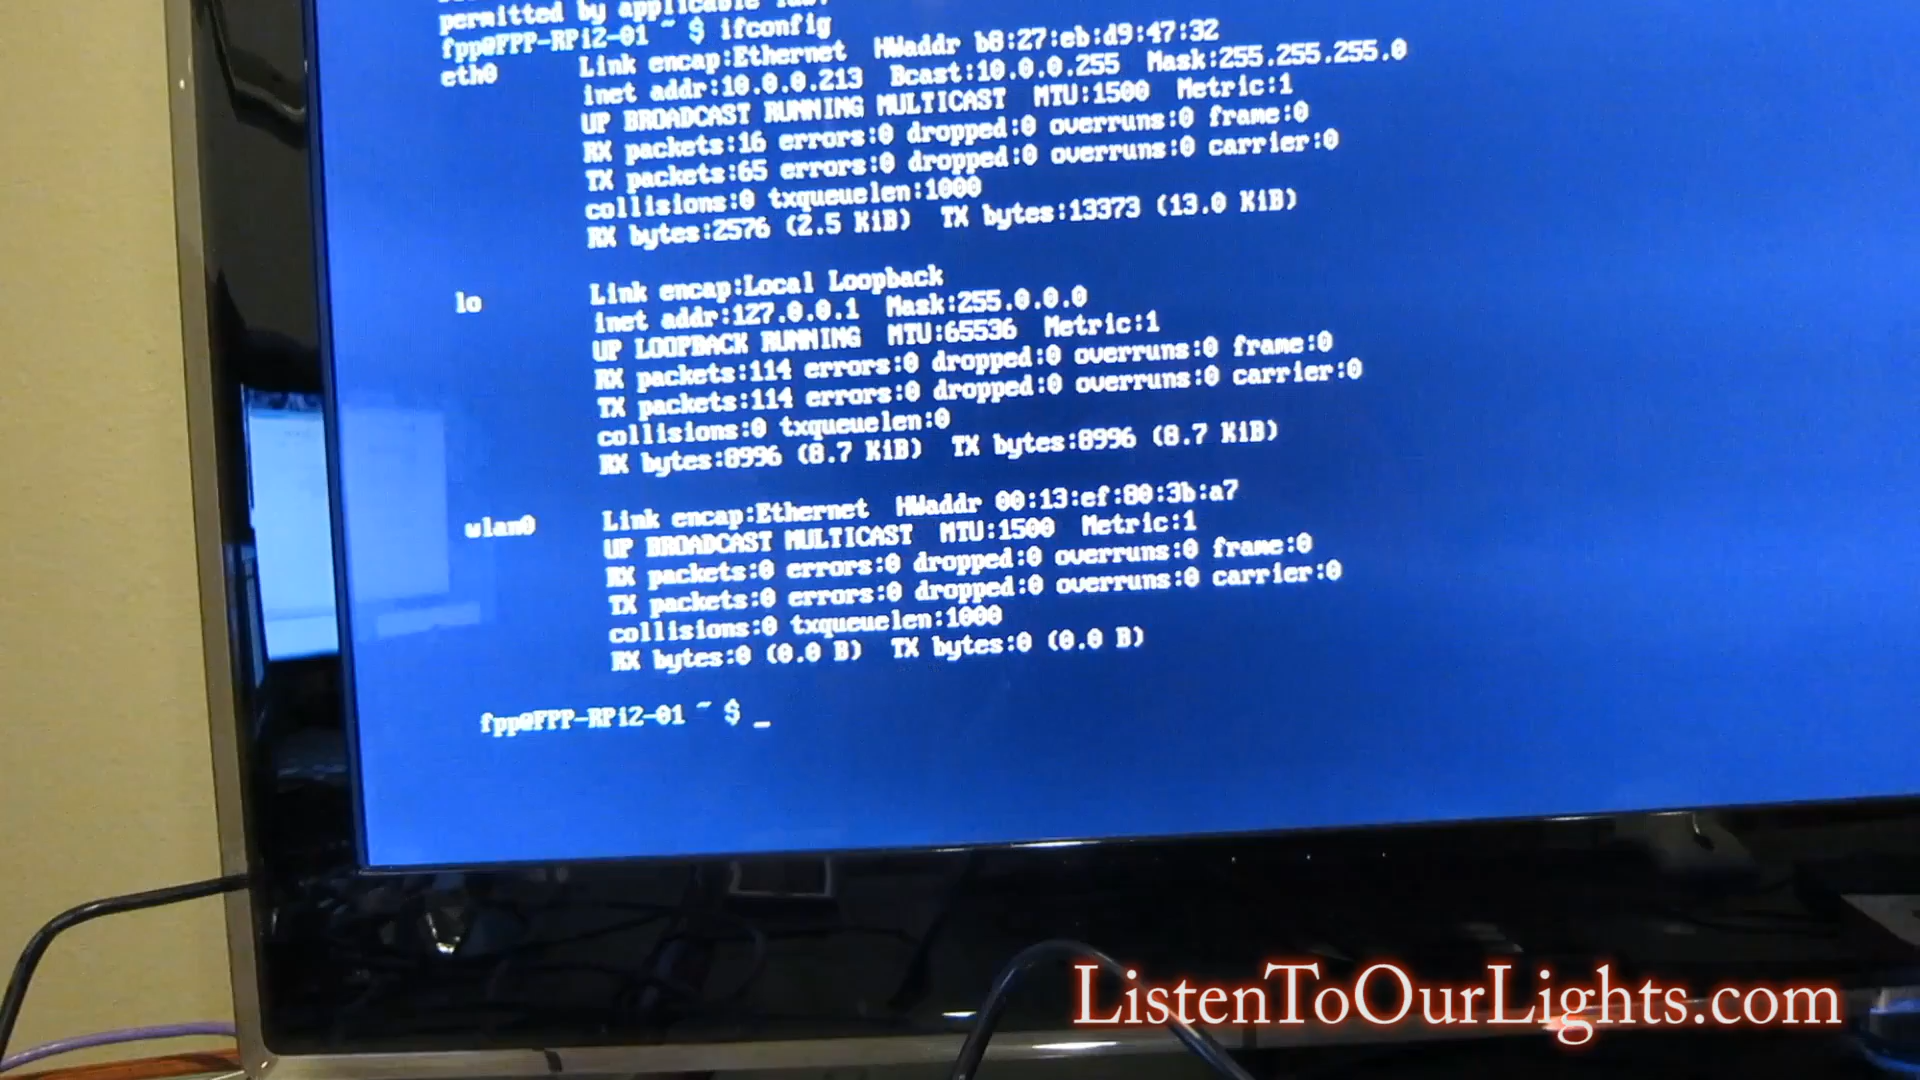 permitted by applicable law.
fpp@FPP-RPi2-01 ~ $ ifconfig
eth0 Link encap:Ethernet HWaddr b8:27:eb:d9:47:32
inet addr:10.0.0.213 Bcast:10.0.0.255 Mask:255.255.255.0
UP BROADCAST RUNNING MULTICAST MTU:1500 Metric:1
RX packets:16 errors:0 dropped:0 overruns:0 frame:0
TX packets:65 errors:0 dropped:0 overruns:0 carrier:0
collisions:0 txqueuelen:1000
RX bytes:2576 (2.5 KiB) TX bytes:13373 (13.0 KiB)
lo Link encap:Local Loopback
inet addr:127.0.0.1 Mask:255.0.0.0
UP LOOPBACK RUNNING MTU:65536 Metric:1
RX packets:114 errors:0 dropped:0 overruns:0 frame:0
TX packets:114 errors:0 dropped:0 overruns:0 carrier:0
collisions:0 txqueuelen:0
RX bytes:8996 (8.7 KiB) TX bytes:8996 (8.7 KiB)
wlan0 Link encap:Ethernet HWaddr 00:13:ef:80:3b:a7
UP BROADCAST MULTICAST MTU:1500 Metric:1
RX packets:0 errors:0 dropped:0 overruns:0 frame:0
TX packets:0 errors:0 dropped:0 overruns:0 carrier:0
collisions:0 txqueuelen:1000
RX bytes:0 (0.0 B) TX bytes:0 (0.0 B)
fpp@FPP-RPi2-01 ~ $ _
ListenToOurLights.com